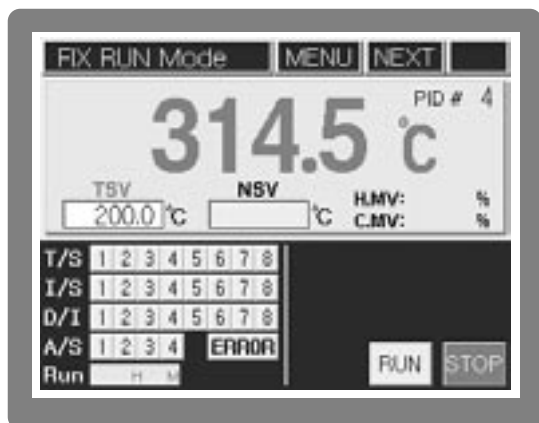 FIX RUN Mode MENU NEXT
PID # 4
314.5 °C
TSV NSV
200.0 °C °C H.MV: %
C.MV: %
T/S 1 2 3 4 5 6 7 8
I/S 1 2 3 4 5 6 7 8
D/I 1 2 3 4 5 6 7 8
A/S 1 2 3 4 ERROR
Run H M
RUN STOP